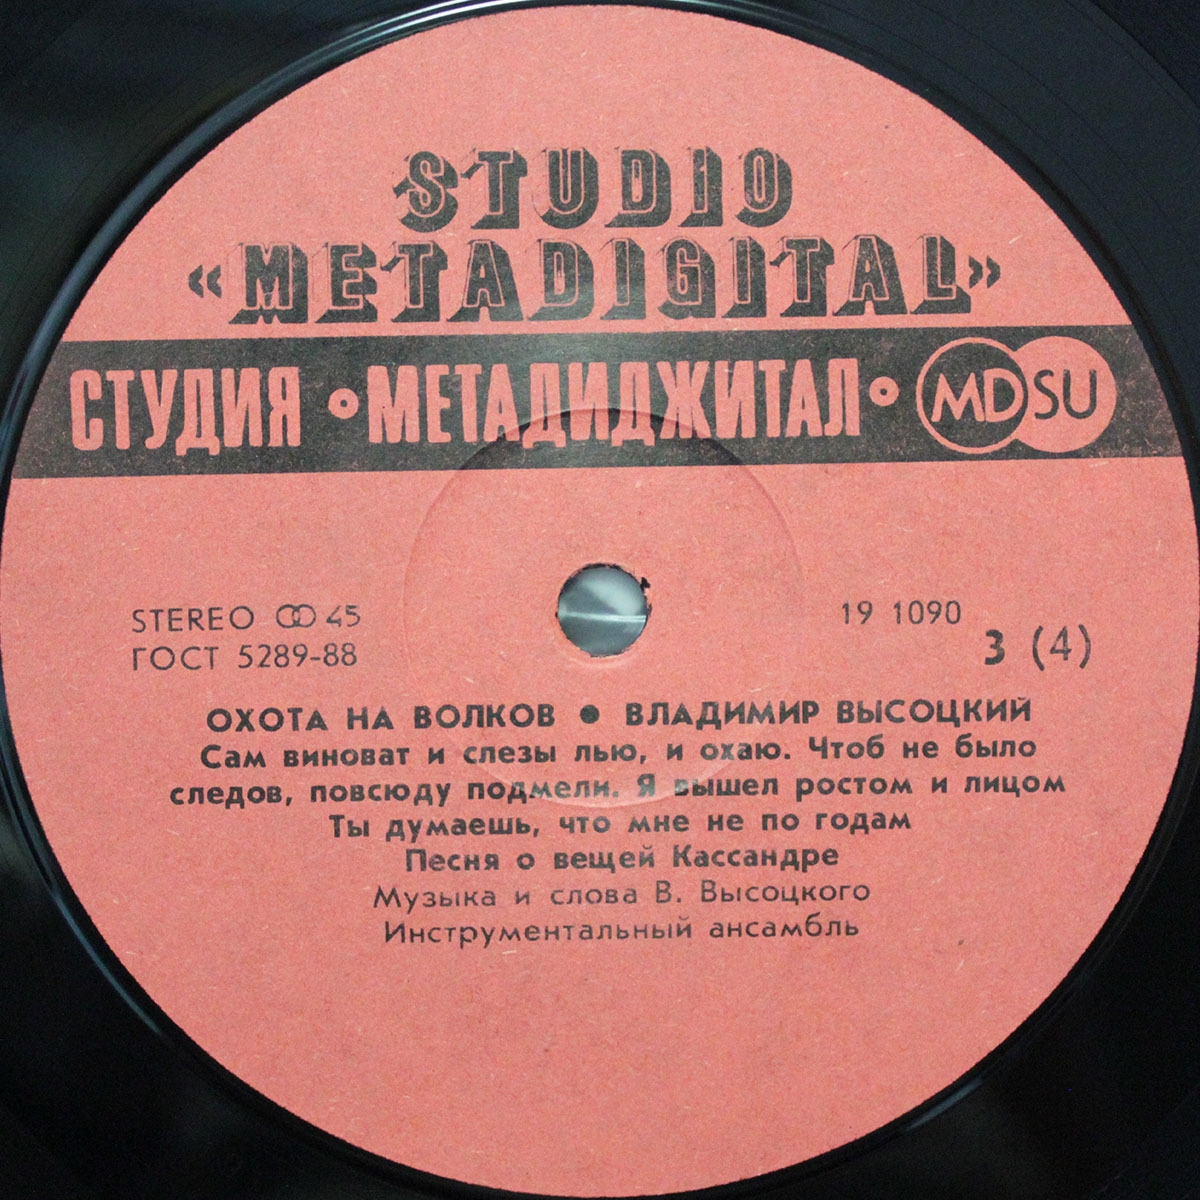 STUDIO
«METADIGITAL»
СТУДИЯ • МЕТАДИДЖИТАЛ • MD SU
STEREO ꝏ 45
ГОСТ 5289-88
19 1090
3 (4)
ОХОТА НА ВОЛКОВ ● ВЛАДИМИР ВЫСОЦКИЙ
Сам виноват и слезы лью, и охаю. Чтоб не было
следов, повсюду подмели. Я вышел ростом и лицом
Ты думаешь, что мне не по годам
Песня о вещей Кассандре
Музыка и слова В. Высоцкого
Инструментальный ансамбль